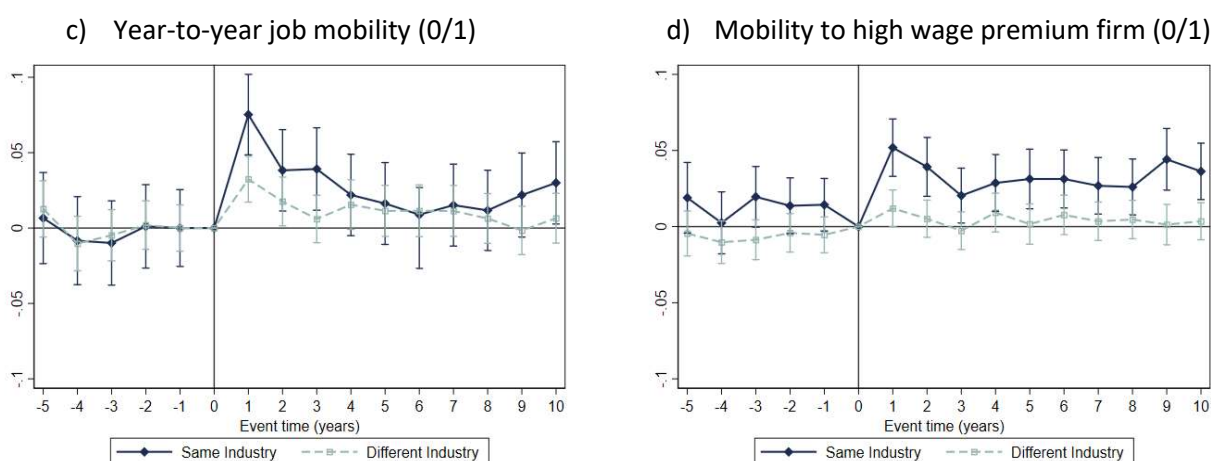 c) Year-to-year job mobility (0/1)
.1
.05
0
-.05
-.1
-5 -4 -3 -2 -1 0 1 2 3 4 5 6 7 8 9 10
Event time (years)
Same Industry Different Industry
d) Mobility to high wage premium firm (0/1)
.1
.05
0
-.05
-.1
-5 -4 -3 -2 -1 0 1 2 3 4 5 6 7 8 9 10
Event time (years)
Same Industry Different Industry